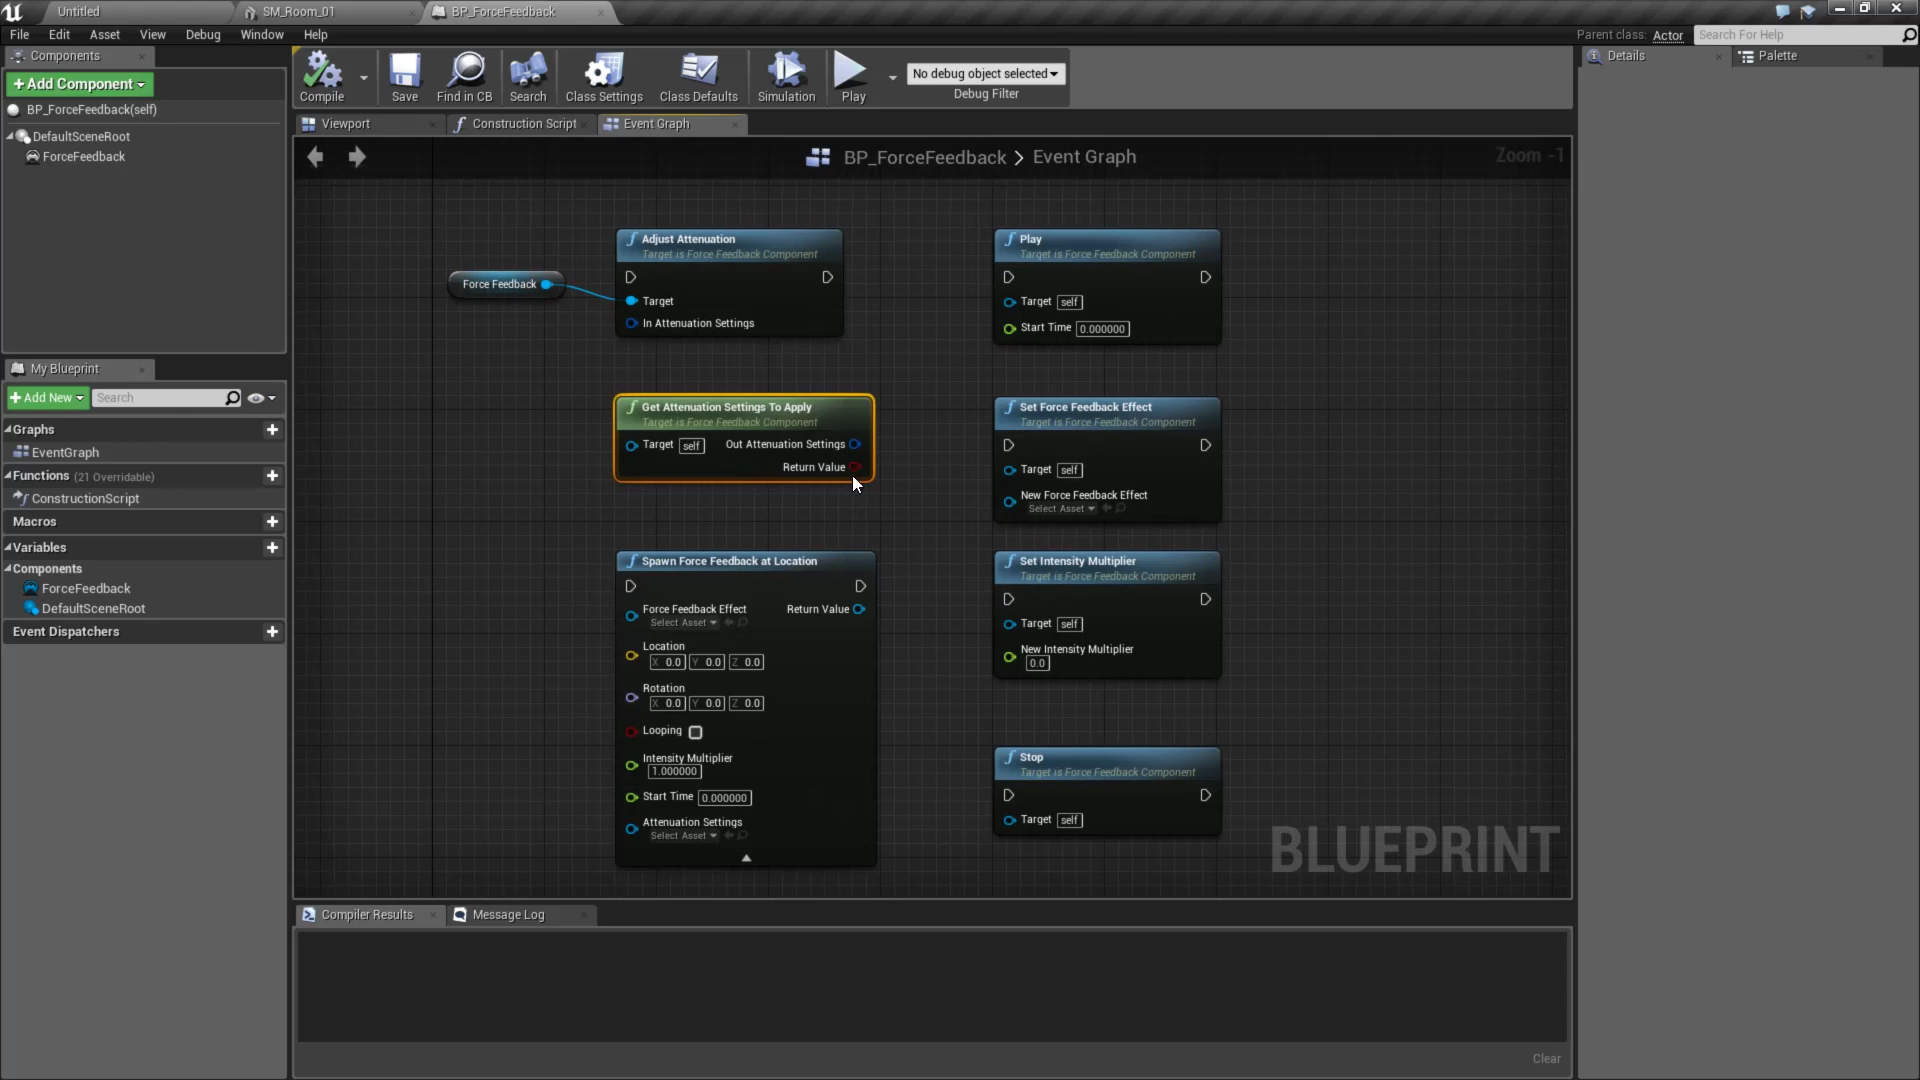 Untitled
SM_Room_01
BP_ForceFeedback
File Edit Asset View Debug Window Help
Parent class: Actor
Search For Help
Components
+ Add Component
BP_ForceFeedback(self)
DefaultSceneRoot
ForceFeedback
Compile
Save
Find in CB
Search
Class Settings
Class Defaults
Simulation
Play
No debug object selected
Debug Filter
Details
Palette
Viewport
Construction Script
Event Graph
BP_ForceFeedback > Event Graph
Zoom -1
My Blueprint
+ Add New
Search
Graphs
EventGraph
Functions (21 Overridable)
ConstructionScript
Macros
Variables
Components
ForceFeedback
DefaultSceneRoot
Event Dispatchers
Force Feedback
Adjust Attenuation
Target is Force Feedback Component
Target
In Attenuation Settings
Get Attenuation Settings To Apply
Target is Force Feedback Component
Target self
Out Attenuation Settings
Return Value
Spawn Force Feedback at Location
Force Feedback Effect
Select Asset
Return Value
Location
X 0.0 Y 0.0 Z 0.0
Rotation
X 0.0 Y 0.0 Z 0.0
Looping
Intensity Multiplier
1.000000
Start Time 0.000000
Attenuation Settings
Select Asset
Play
Target is Force Feedback Component
Target self
Start Time 0.000000
Set Force Feedback Effect
Target is Force Feedback Component
Target self
New Force Feedback Effect
Select Asset
Set Intensity Multiplier
Target is Force Feedback Component
Target self
New Intensity Multiplier
0.0
Stop
Target is Force Feedback Component
Target self
BLUEPRINT
Compiler Results
Message Log
Clear